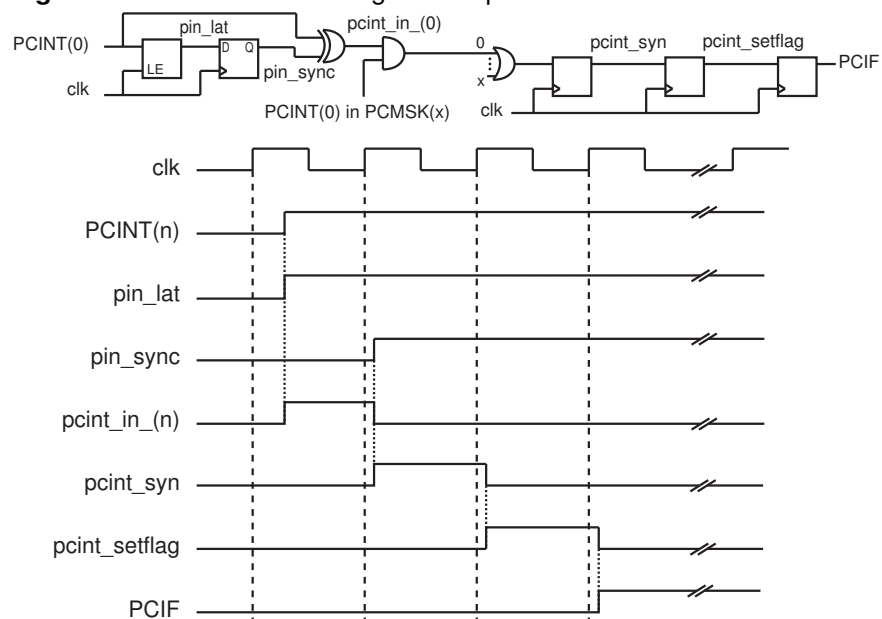 pin_lat
pcint_in_(0)
PCINT(0)
D Q
LE
pin_sync
clk
PCINT(0) in PCMSK(x)
0
x
clk
pcint_syn
pcint_setflag
PCIF
clk
PCINT(n)
pin_lat
pin_sync
pcint_in_(n)
pcint_syn
pcint_setflag
PCIF